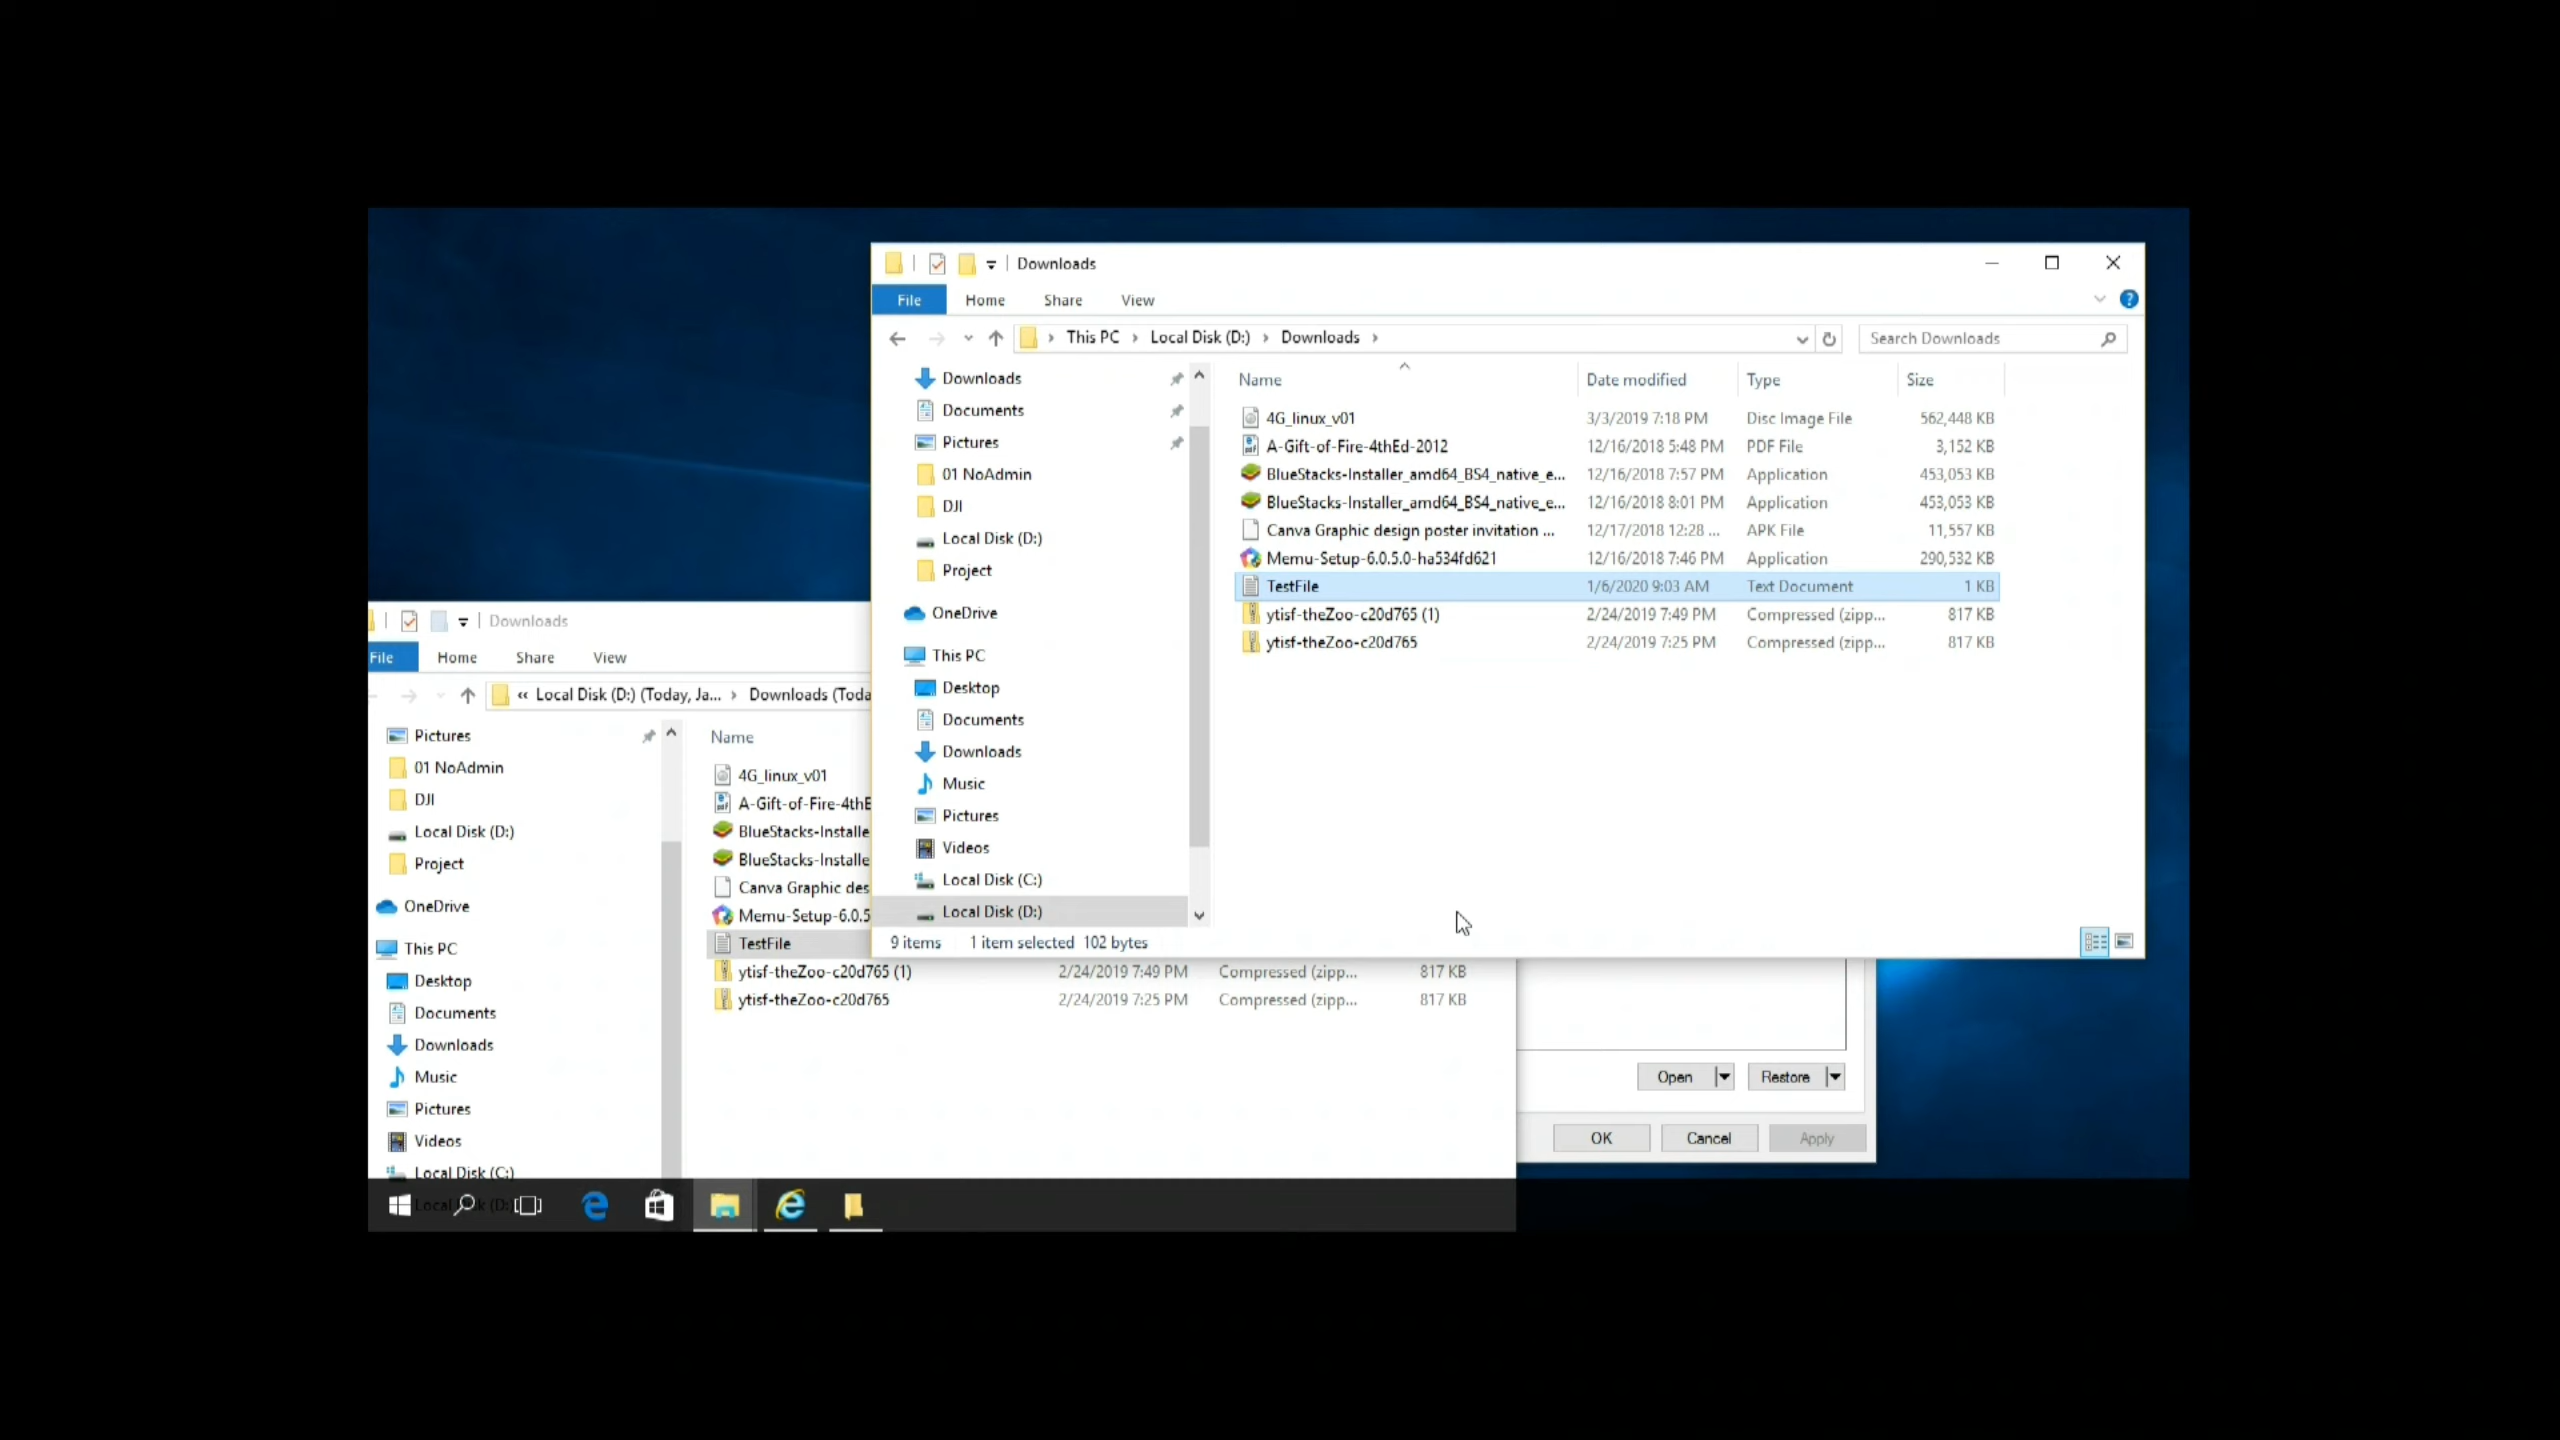 Downloads
File Home Share View
This PC Local Disk (D:) Downloads
Search Downloads
Downloads
Documents
Pictures
01 NoAdmin
DJI
Local Disk (D:)
Project
OneDrive
This PC
Desktop
Documents
Downloads
Music
Pictures
Videos
Local Disk (C:)
Local Disk (D:)
Name Date modified Type Size
4G_linux_v01 3/3/2019 7:18 PM Disc Image File 562,448 KB
A-Gift-of-Fire-4thEd-2012 12/16/2018 5:48 PM PDF File 3,152 KB
BlueStacks-Installer_amd64_BS4_native_e... 12/16/2018 7:57 PM Application 453,053 KB
BlueStacks-Installer_amd64_BS4_native_e... 12/16/2018 8:01 PM Application 453,053 KB
Canva Graphic design poster invitation ... 12/17/2018 12:28 ... APK File 11,557 KB
Memu-Setup-6.0.5.0-ha534fd621 12/16/2018 7:46 PM Application 290,532 KB
TestFile 1/6/2020 9:03 AM Text Document 1 KB
ytisf-theZoo-c20d765 (1) 2/24/2019 7:49 PM Compressed (zipp... 817 KB
ytisf-theZoo-c20d765 2/24/2019 7:25 PM Compressed (zipp... 817 KB
9 items 1 item selected 102 bytes
Downloads
File Home Share View
« Local Disk (D:) (Today, Ja... Downloads (Toda
Pictures
01 NoAdmin
DJI
Local Disk (D:)
Project
OneDrive
This PC
Desktop
Documents
Downloads
Music
Pictures
Videos
Local Disk (C:)
Name
4G_linux_v01
A-Gift-of-Fire-4thE
BlueStacks-Installe
BlueStacks-Installe
Canva Graphic des
Memu-Setup-6.0.5
TestFile
ytisf-theZoo-c20d765 (1) 2/24/2019 7:49 PM Compressed (zipp... 817 KB
ytisf-theZoo-c20d765 2/24/2019 7:25 PM Compressed (zipp... 817 KB
Open Restore
OK Cancel Apply